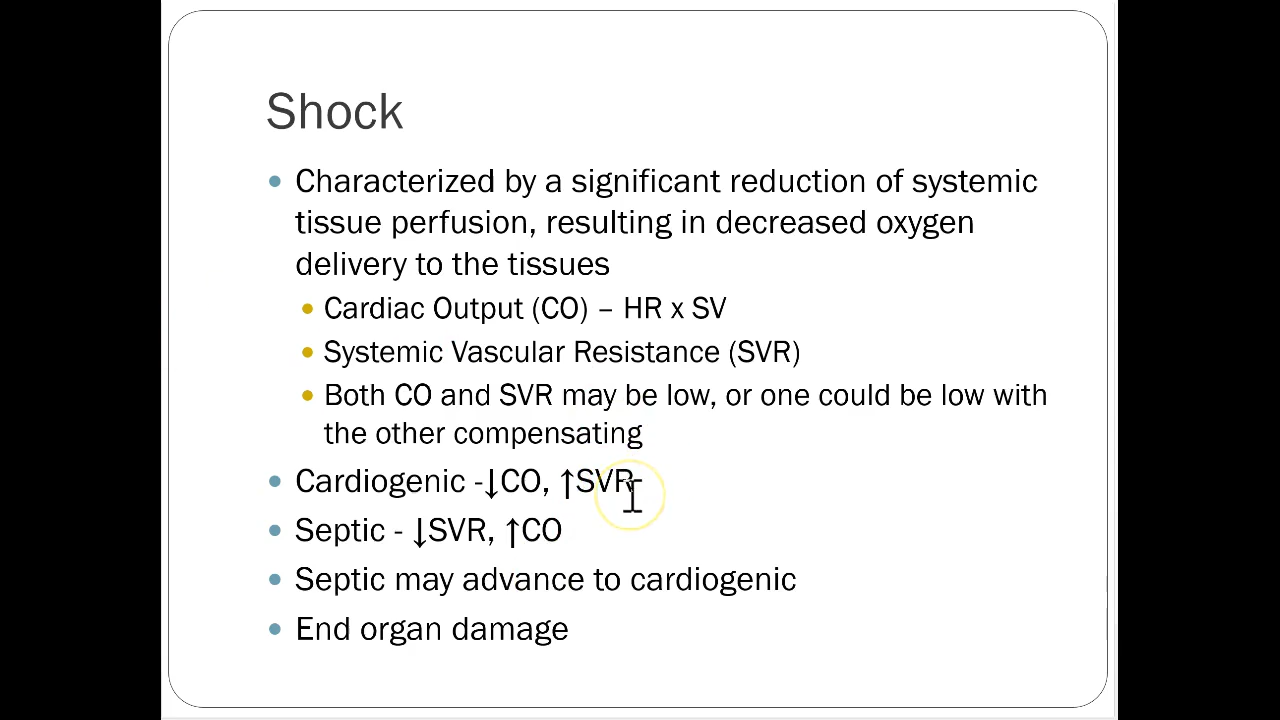 Shock
Characterized by a significant reduction of systemic
tissue perfusion, resulting in decreased oxygen
delivery to the tissues
Cardiac Output (CO) – HR x SV
Systemic Vascular Resistance (SVR)
Both CO and SVR may be low, or one could be low with
the other compensating
Cardiogenic -↓CO, ↑SVR
Septic - ↓SVR, ↑CO
Septic may advance to cardiogenic
End organ damage